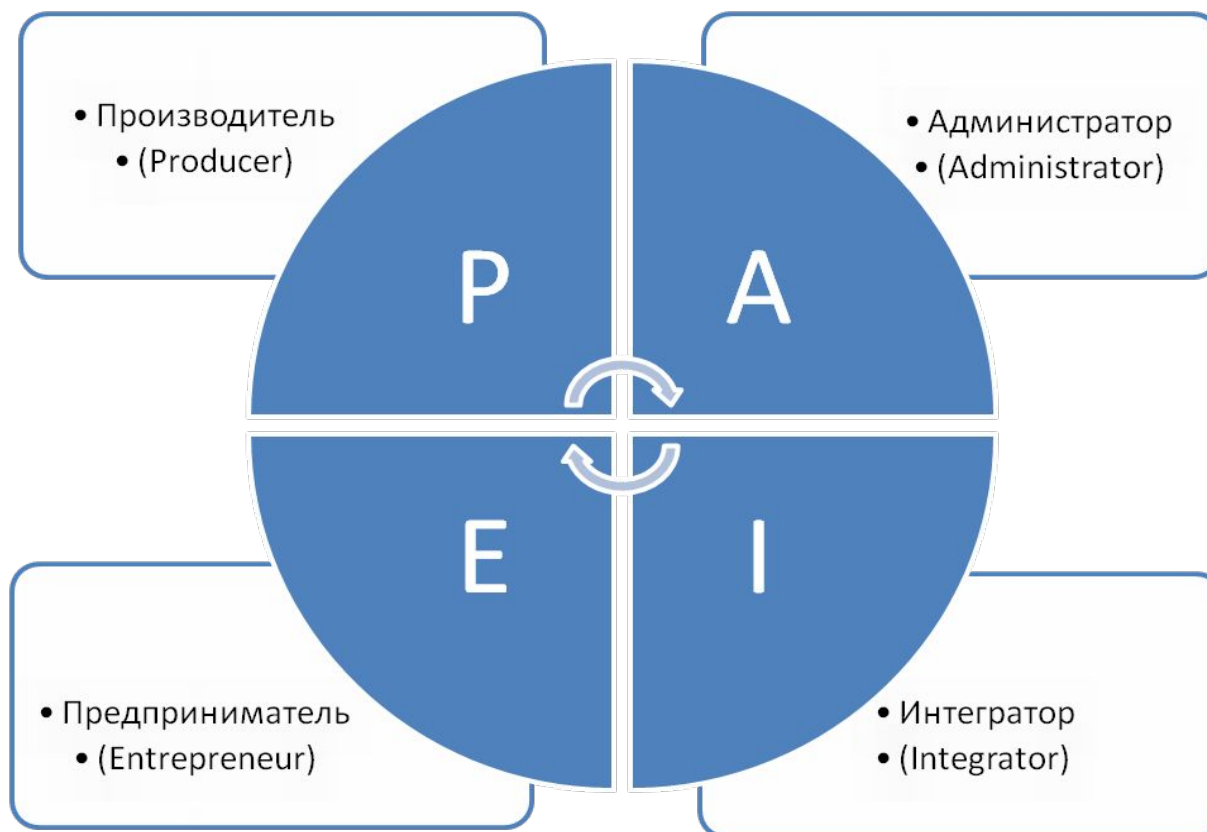 • Производитель
• (Producer)
• Администратор
• (Administrator)
P
A
E
I
• Предприниматель
• (Entrepreneur)
• Интегратор
• (Integrator)